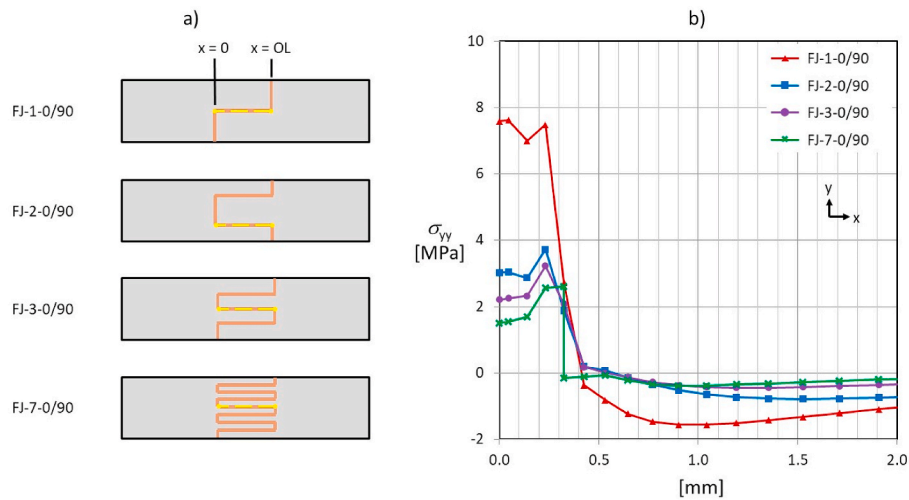 a)
x = 0 x = OL
FJ-1-0/90
FJ-2-0/90
FJ-3-0/90
FJ-7-0/90
b)
10
8
6
4
2
0
-2
σyy
[MPa]
FJ-1-0/90
FJ-2-0/90
FJ-3-0/90
FJ-7-0/90
y
x
0.0 0.5 1.0 1.5 2.0
[mm]